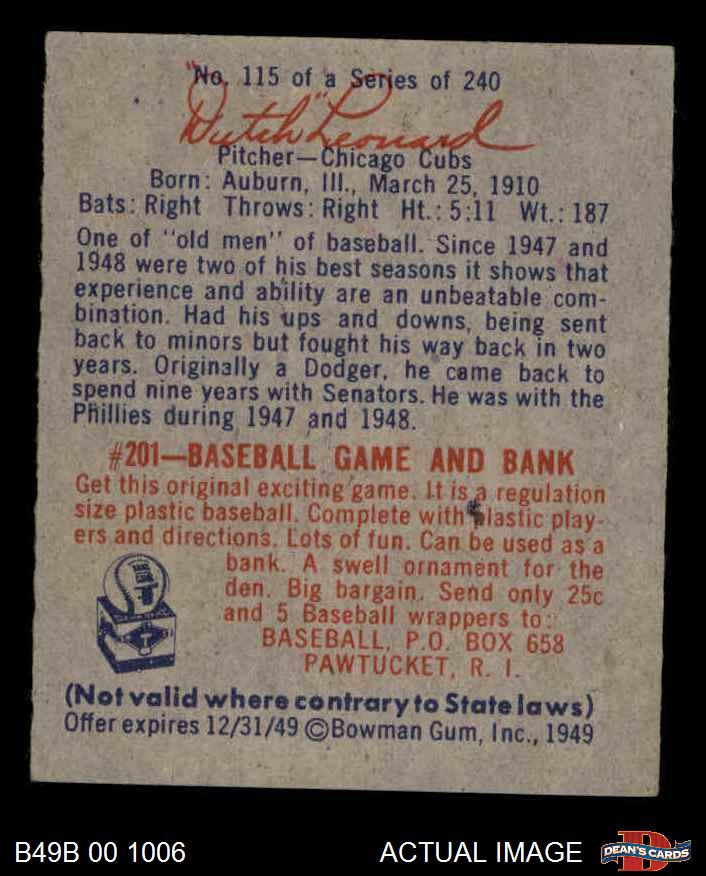 No. 115 of a Series of 240
"Dutch" Leonard
Pitcher—Chicago Cubs
Born: Auburn, Ill., March 25, 1910
Bats: Right Throws: Right Ht.: 5:11 Wt.: 187
One of "old men" of baseball. Since 1947 and
1948 were two of his best seasons it shows that
experience and ability are an unbeatable com-
bination. Had his ups and downs, being sent
back to minors but fought his way back in two
years. Originally a Dodger, he came back to
spend nine years with Senators. He was with the
Phillies during 1947 and 1948.
#201—BASEBALL GAME AND BANK
Get this original exciting game. It is a regulation
size plastic baseball. Complete with plastic play-
ers and directions. Lots of fun. Can be used as a
bank. A swell ornament for the
den. Big bargain. Send only 25c
and 5 Baseball wrappers to:
BASEBALL, P.O. BOX 658
PAWTUCKET, R. I.
(Not valid where contrary to State laws)
Offer expires 12/31/49 ©Bowman Gum, Inc., 1949
B49B 00 1006 ACTUAL IMAGE DEAN'S CARDS